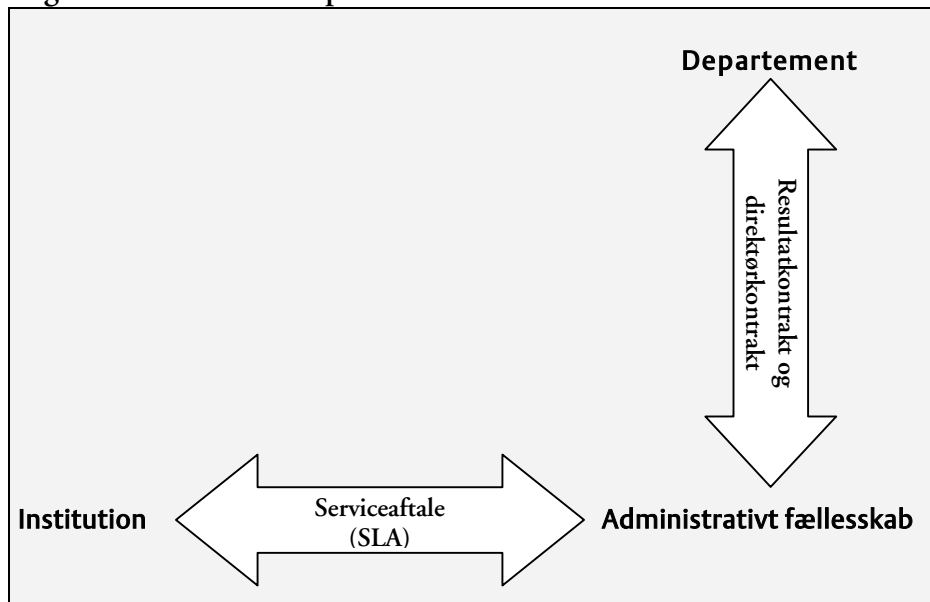 Departement
Resultatkontrakt og
direktørkontrakt
Serviceaftale
(SLA)
Institution
Administrativt fællesskab